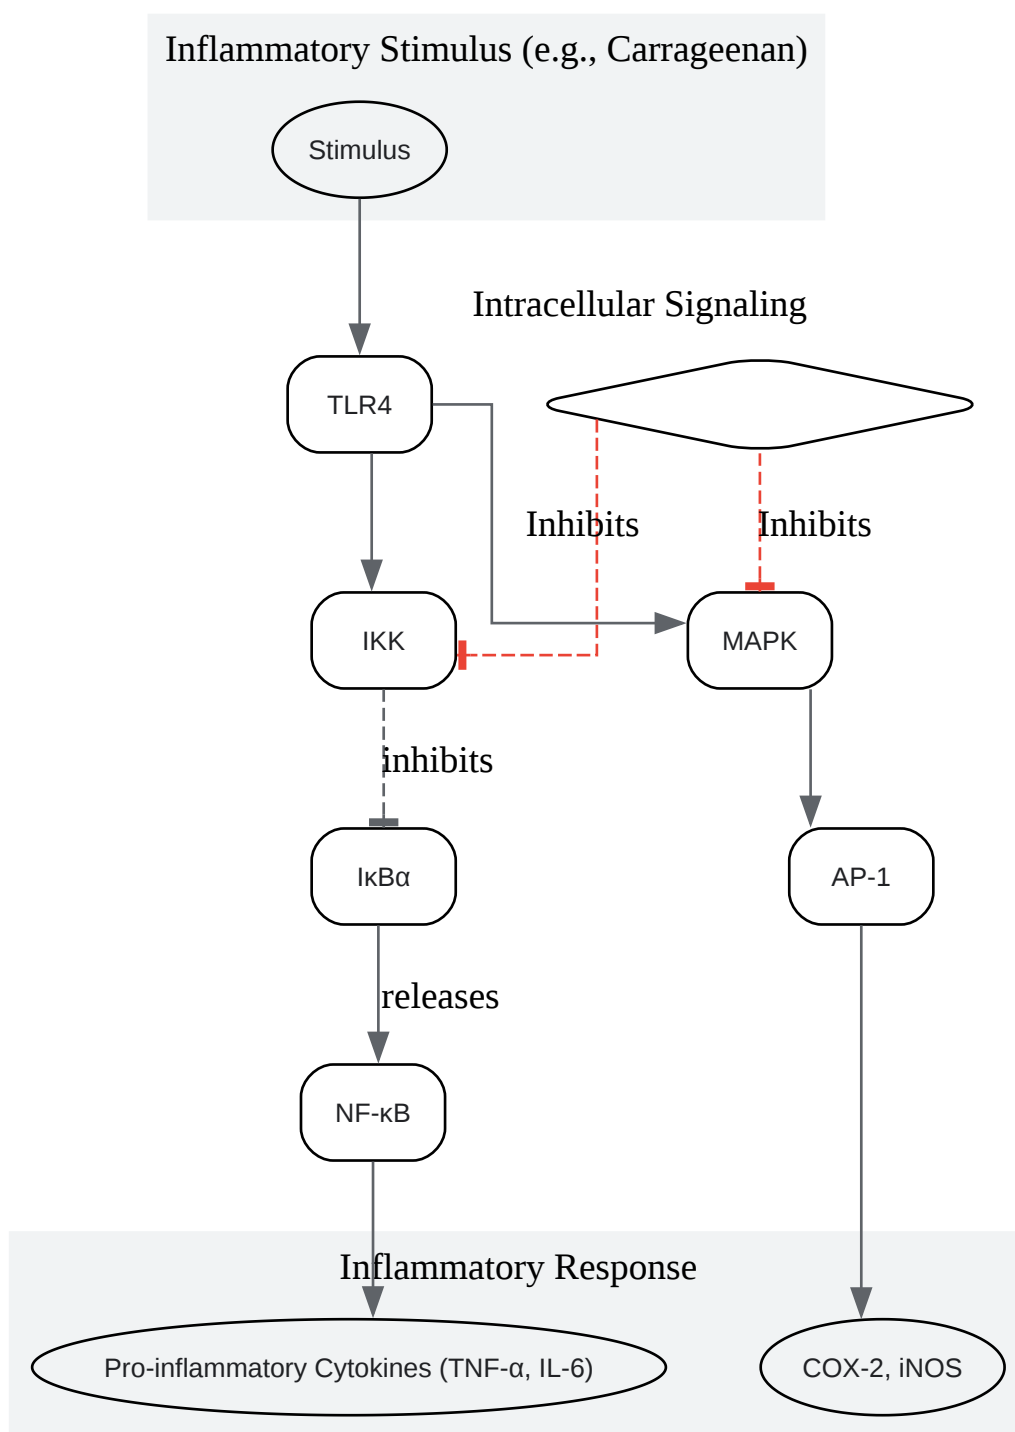 Inflammatory Stimulus (e.g., Carrageenan)
Stimulus
Intracellular Signaling
TLR4
Inhibits
Inhibits
IKK
MAPK
inhibits
IκBα
AP-1
releases
NF-κB
Inflammatory Response
Pro-inflammatory Cytokines (TNF-α, IL-6)
COX-2, iNOS